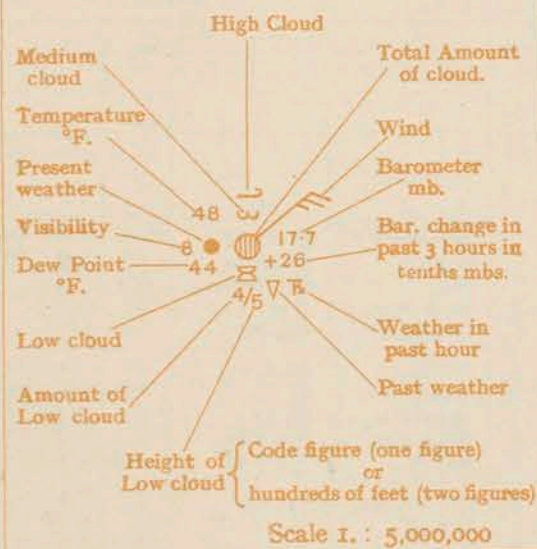 High Cloud
Medium
cloud
Total Amount
of cloud.
Temperature
°F.
Wind
Present
weather
Barometer
mb.
48
Visibility
8
17·7
Bar. change in
past 3 hours in
tenths mbs.
Dew Point
°F.
44
+26
4/5
Low cloud
Weather in
past hour
Amount of
Low cloud
Past weather
Height of
Low cloud
Code figure (one figure)
or
hundreds of feet (two figures)
Scale 1. : 5,000,000